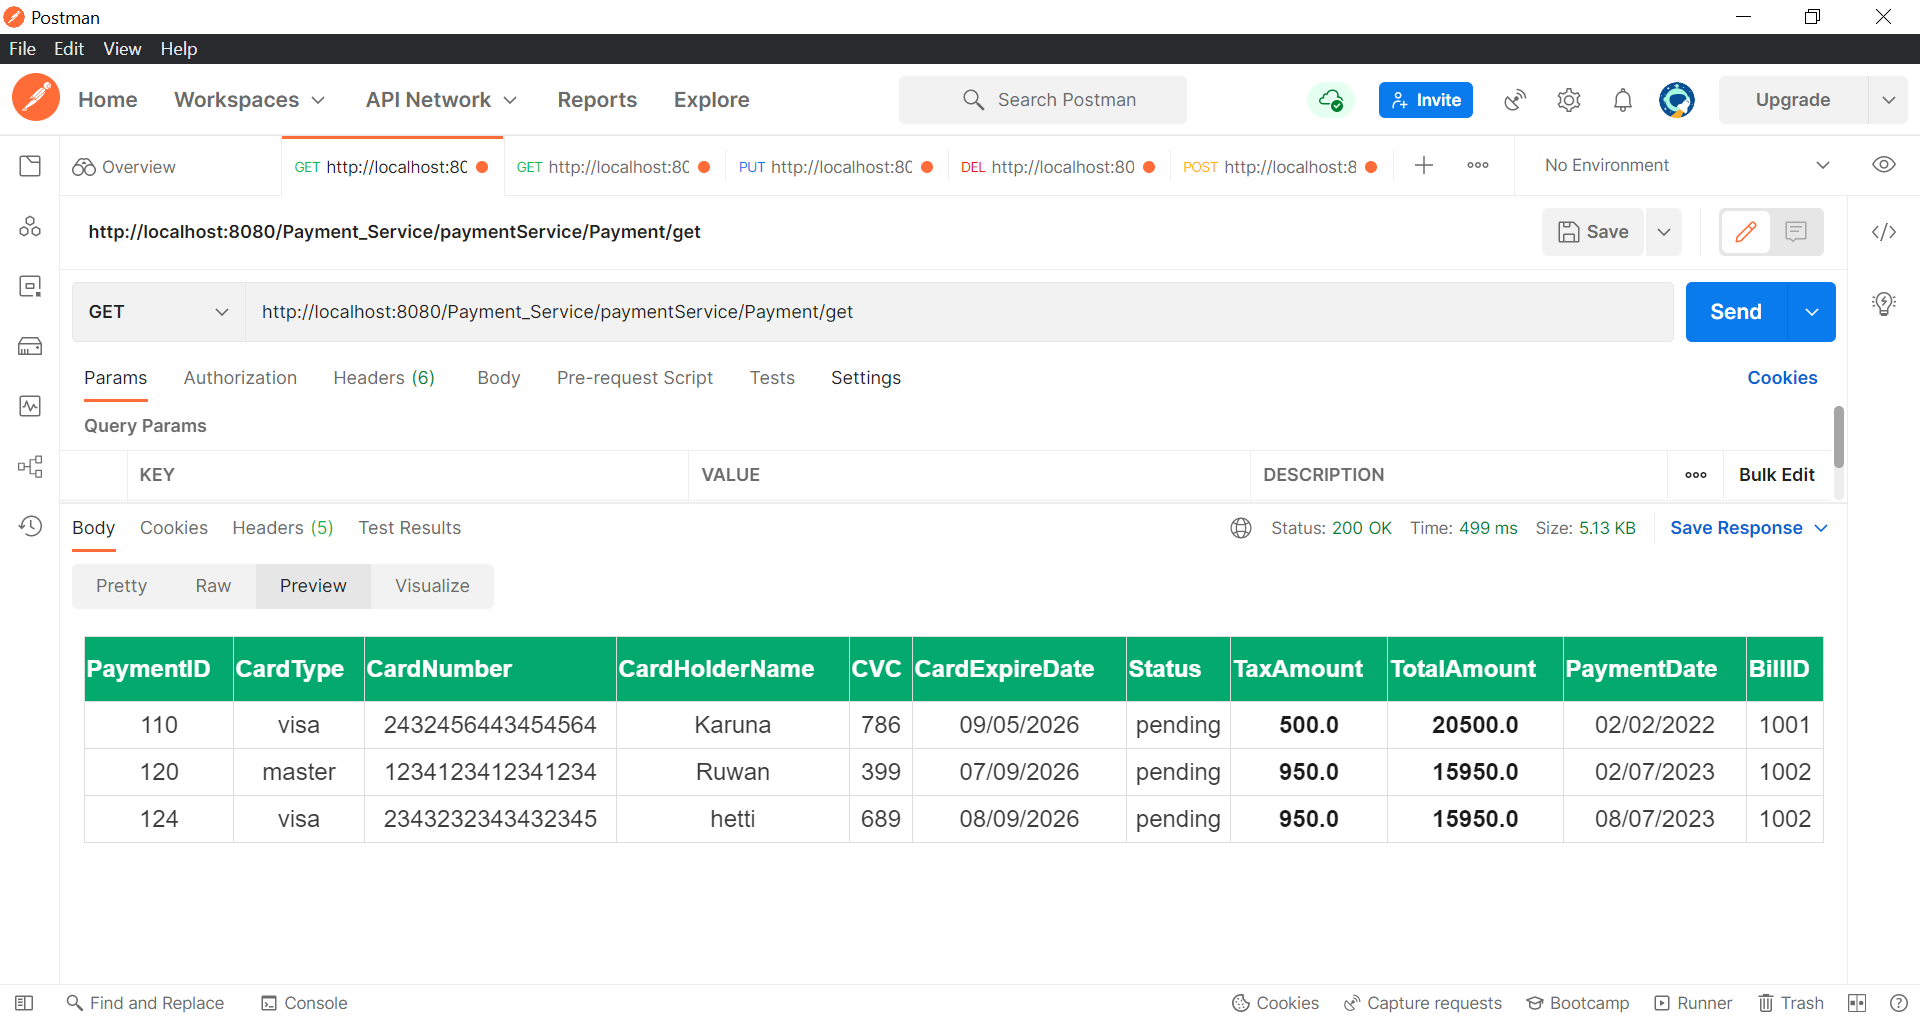 Postman
File Edit View Help
Home Workspaces API Network Reports Explore Search Postman Invite Upgrade
Overview GET http://localhost:80 GET http://localhost:80 PUT http://localhost:80 DEL http://localhost:80 POST http://localhost:8 No Environment
http://localhost:8080/Payment_Service/paymentService/Payment/get Save
GET http://localhost:8080/Payment_Service/paymentService/Payment/get Send
Params Authorization Headers (6) Body Pre-request Script Tests Settings Cookies
Query Params
KEY VALUE DESCRIPTION Bulk Edit
Body Cookies Headers (5) Test Results Status: 200 OK Time: 499 ms Size: 5.13 KB Save Response
Pretty Raw Preview Visualize
PaymentID CardType CardNumber CardHolderName CVC CardExpireDate Status TaxAmount TotalAmount PaymentDate BillID
110 visa 2432456443454564 Karuna 786 09/05/2026 pending 500.0 20500.0 02/02/2022 1001
120 master 1234123412341234 Ruwan 399 07/09/2026 pending 950.0 15950.0 02/07/2023 1002
124 visa 2343232343432345 hetti 689 08/09/2026 pending 950.0 15950.0 08/07/2023 1002
Find and Replace Console Cookies Capture requests Bootcamp Runner Trash